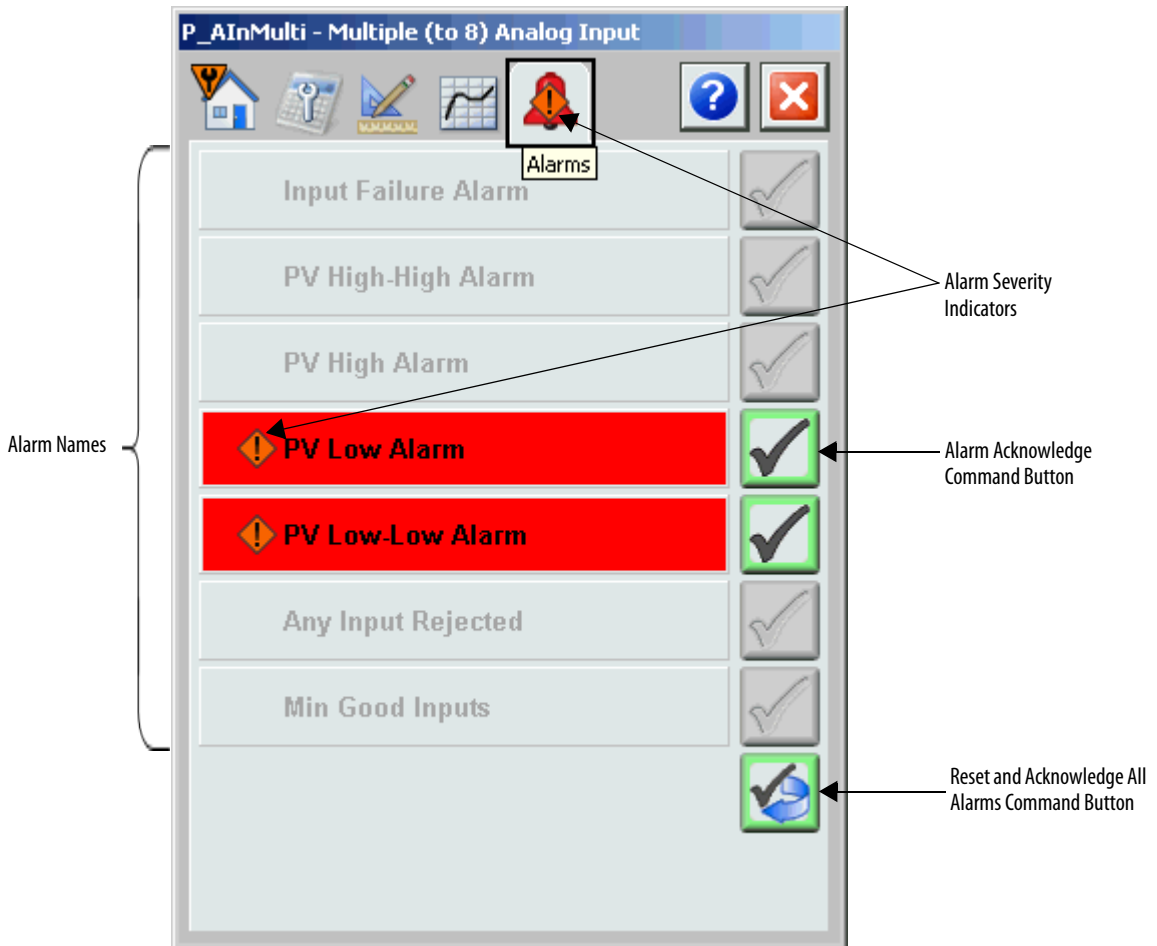 P_AInMulti - Multiple (to 8) Analog Input
Alarms
Input Failure Alarm
PV High-High Alarm
PV High Alarm
PV Low Alarm
PV Low-Low Alarm
Any Input Rejected
Min Good Inputs
Alarm Names
Alarm Severity
Indicators
Alarm Acknowledge
Command Button
Reset and Acknowledge All
Alarms Command Button